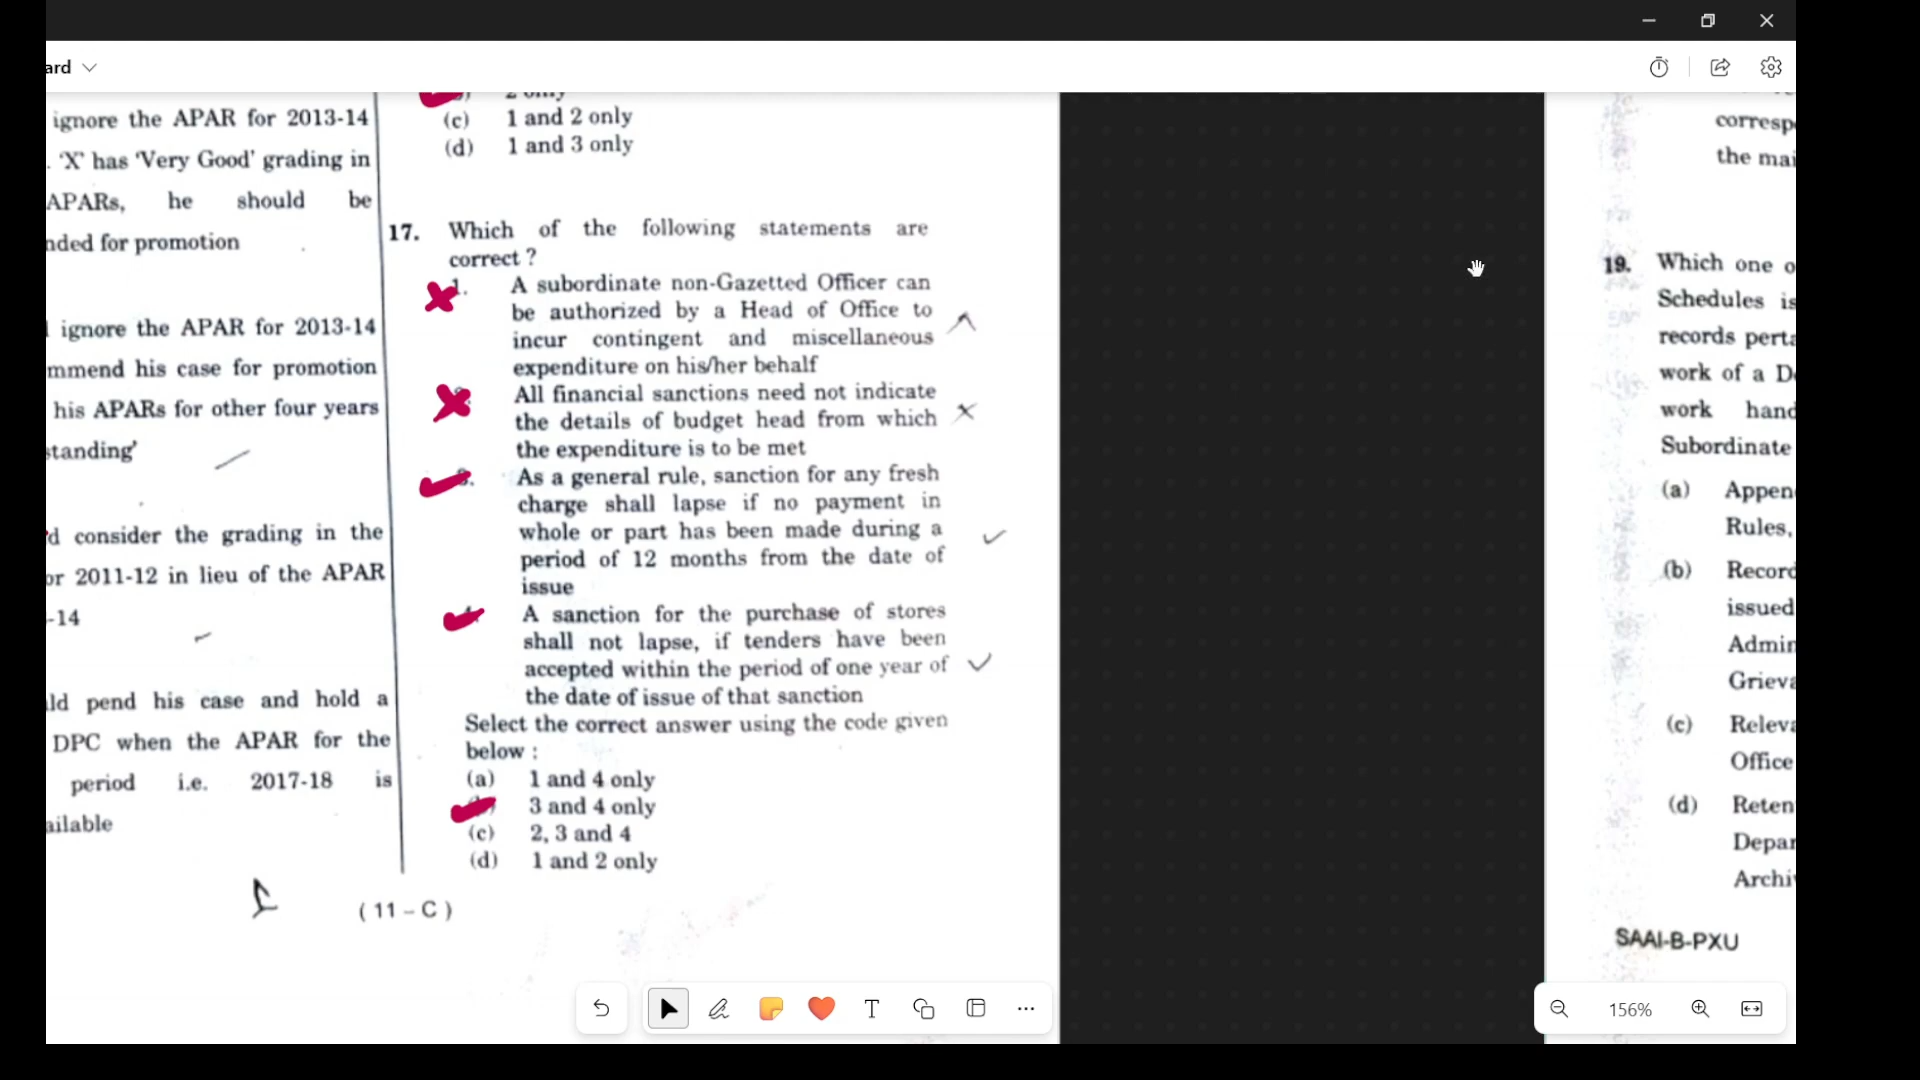 ard
ignore the APAR for 2013-14
. 'X' has 'Very Good' grading in
APARs, he should be
nded for promotion
ignore the APAR for 2013-14
mmend his case for promotion
his APARs for other four years
standing'
d consider the grading in the
or 2011-12 in lieu of the APAR
-14
ld pend his case and hold a
DPC when the APAR for the
period i.e. 2017-18 is
ailable
2 only
(c) 1 and 2 only
(d) 1 and 3 only
17. Which of the following statements are
correct ?
1. A subordinate non-Gazetted Officer can
be authorized by a Head of Office to
incur contingent and miscellaneous
expenditure on his/her behalf
All financial sanctions need not indicate
the details of budget head from which
the expenditure is to be met
3. As a general rule, sanction for any fresh
charge shall lapse if no payment in
whole or part has been made during a
period of 12 months from the date of
issue
A sanction for the purchase of stores
shall not lapse, if tenders have been
accepted within the period of one year of
the date of issue of that sanction
Select the correct answer using the code given
below :
(a) 1 and 4 only
3 and 4 only
(c) 2, 3 and 4
(d) 1 and 2 only
( 11 – C )
corresp
the mai
19. Which one o
Schedules is
records perta
work of a D
work hand
Subordinate
(a) Appen
Rules,
(b) Record
issued
Admin
Grieva
(c) Releva
Office
(d) Reten
Depar
Archi
SAAI-B-PXU
T
156%